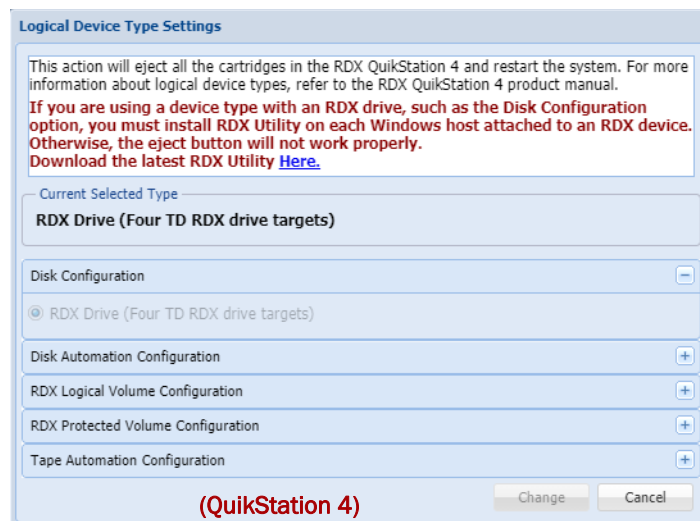 Logical Device Type Settings
This action will eject all the cartridges in the RDX QuikStation 4 and restart the system. For more
information about logical device types, refer to the RDX QuikStation 4 product manual.
If you are using a device type with an RDX drive, such as the Disk Configuration
option, you must install RDX Utility on each Windows host attached to an RDX device.
Otherwise, the eject button will not work properly.
Download the latest RDX Utility Here.
Current Selected Type
RDX Drive (Four TD RDX drive targets)
Disk Configuration
RDX Drive (Four TD RDX drive targets)
Disk Automation Configuration
RDX Logical Volume Configuration
RDX Protected Volume Configuration
Tape Automation Configuration
(QuikStation 4)
Change Cancel